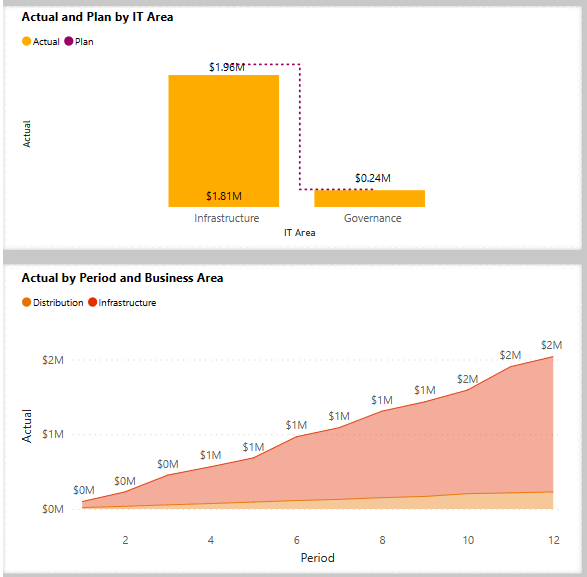 Actual and Plan by IT Area
Actual Plan
$1.96M
$0.24M
$1.81M
Actual
Infrastructure Governance
IT Area
Actual by Period and Business Area
Distribution Infrastructure
$2M
$2M
$2M
$2M
$1M
$1M
$1M
$1M
$1M
$1M
$1M
$0M
$0M
$0M
$0M
Actual
2 4 6 8 10 12
Period